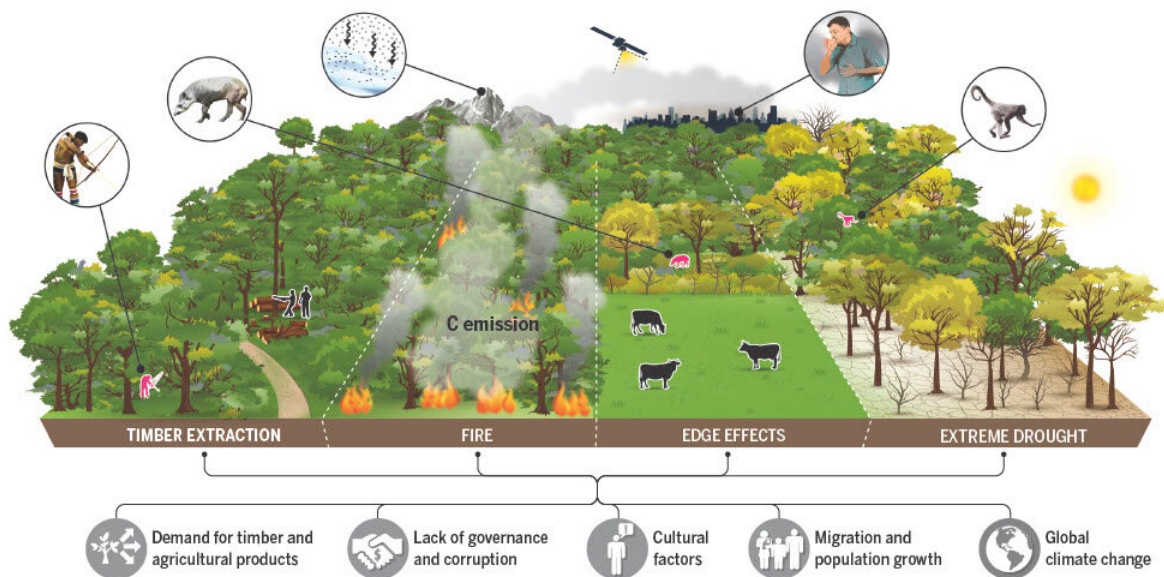 C emission
TIMBER EXTRACTION
FIRE
EDGE EFFECTS
EXTREME DROUGHT
Demand for timber and
agricultural products
Lack of governance
and corruption
Cultural
factors
Migration and
population growth
Global
climate change